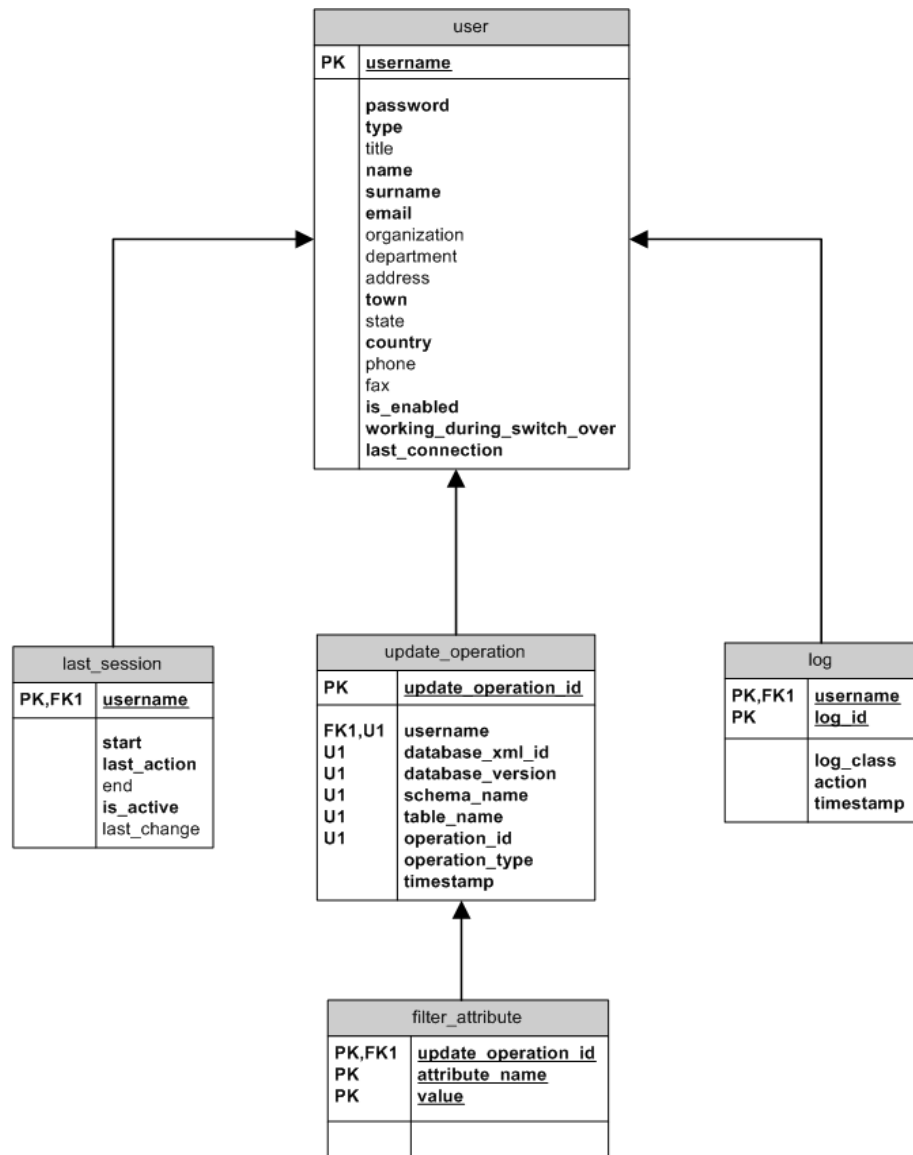 user
PK username
password
type
title
name
surname
email
organization
department
address
town
state
country
phone
fax
is_enabled
working_during_switch_over
last_connection
last_session
PK,FK1 username
start
last_action
end
is_active
last_change
update_operation
PK update_operation_id
FK1,U1 username
U1 database_xml_id
U1 database_version
U1 schema_name
U1 table_name
U1 operation_id
operation_type
timestamp
log
PK,FK1 username
PK log_id
log_class
action
timestamp
filter_attribute
PK,FK1 update_operation_id
PK attribute_name
PK value